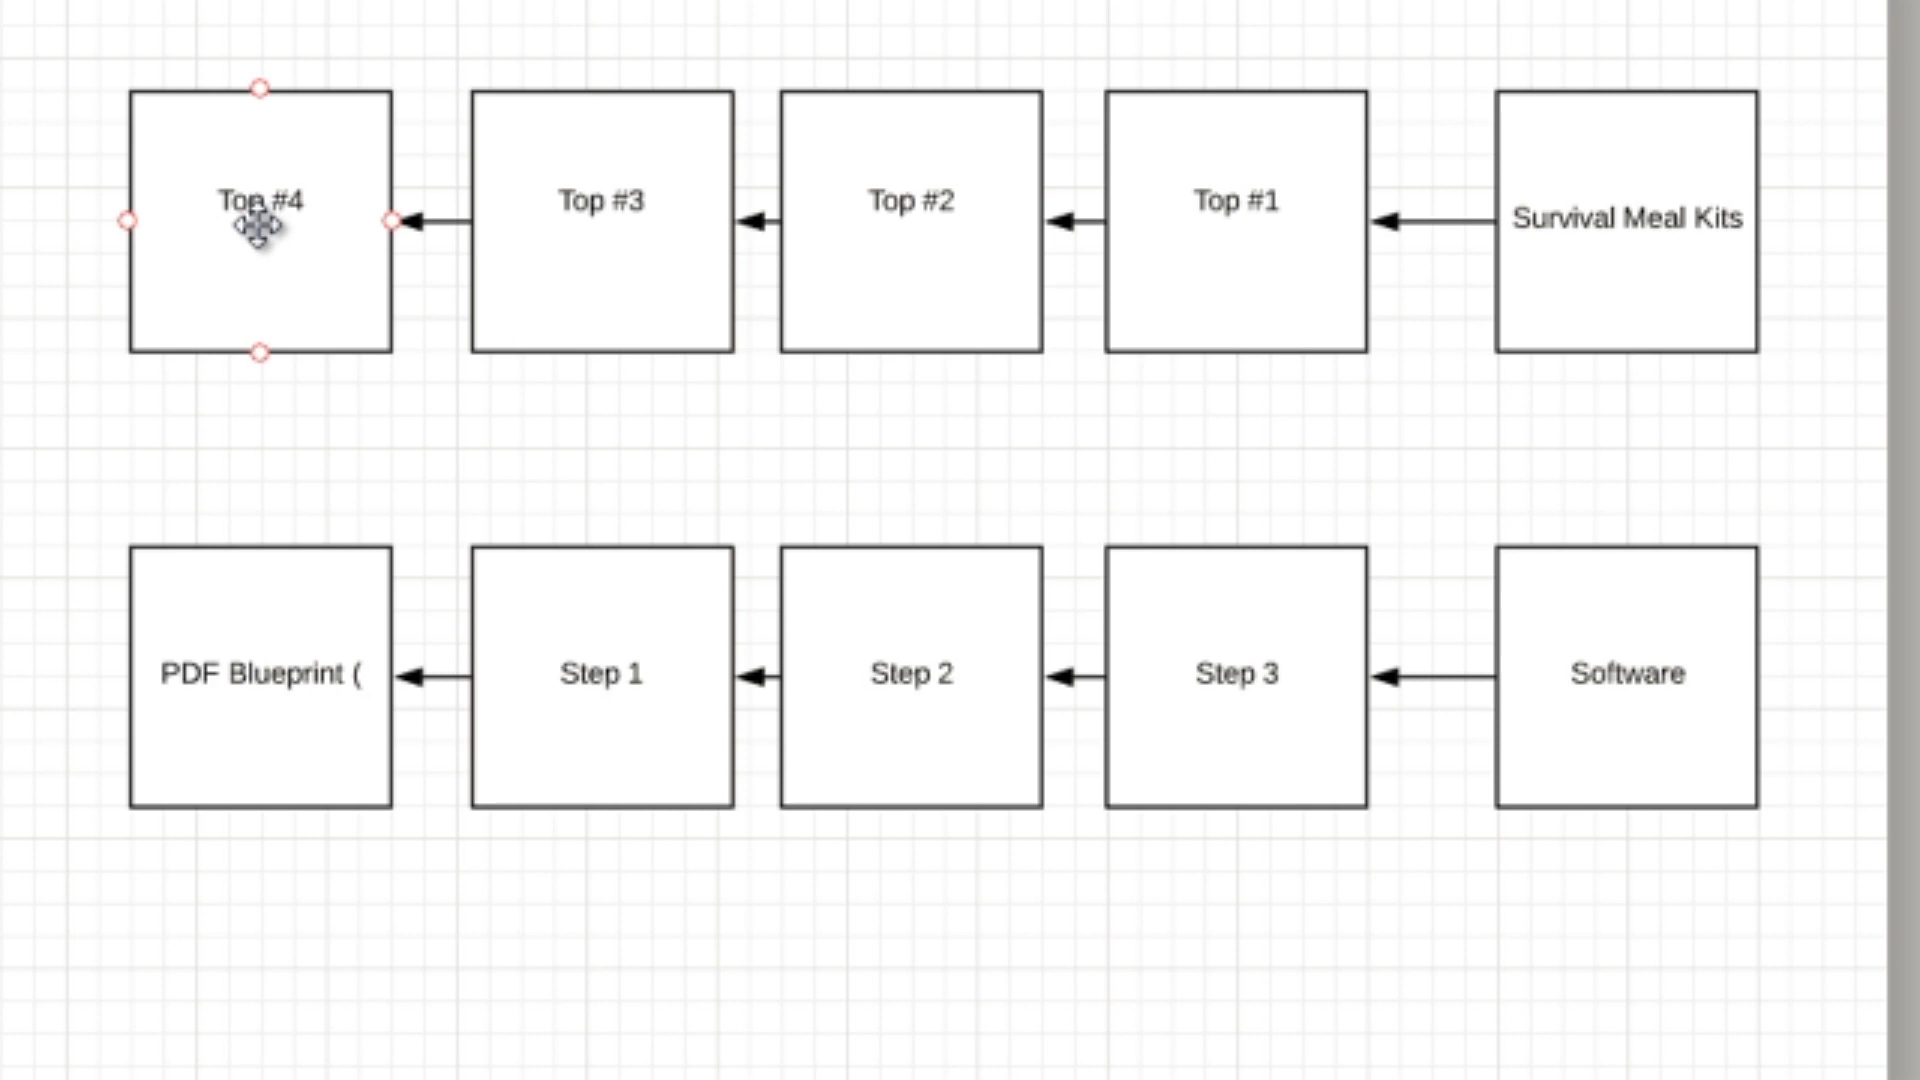 Top #4
Top #3
Top #2
Top #1
Survival Meal Kits
PDF Blueprint (
Step 1
Step 2
Step 3
Software